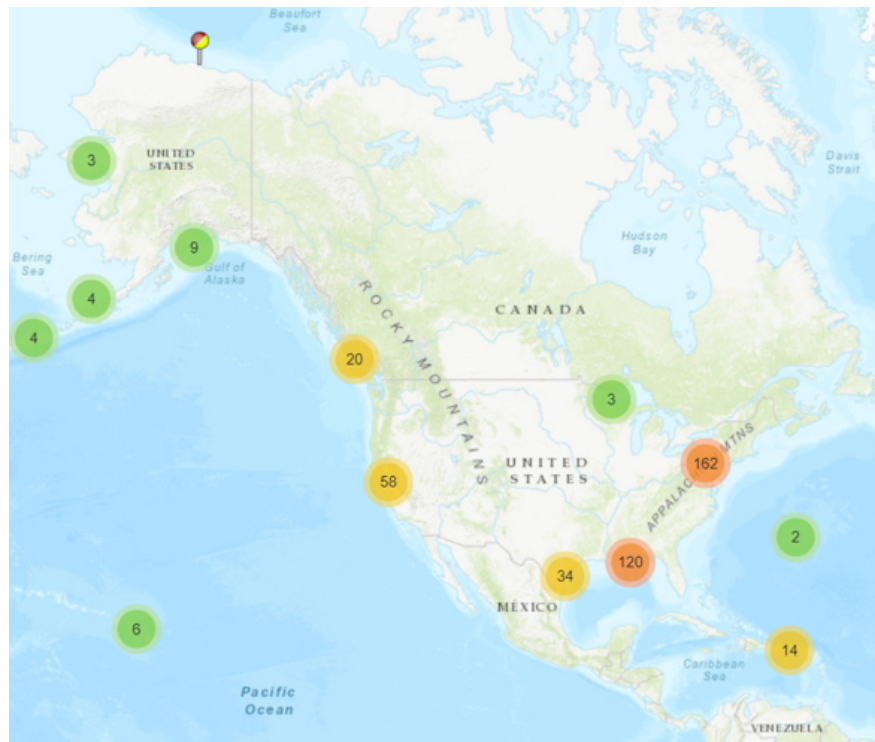 Beaufort
Sea
UNITED
STATES
3
Davis
Strait
9
Hudson
Bay
Bering
Sea
Gulf of
Alaska
4
4
ROCKY MOUNTAINS
CANADA
20
3
APPALAC MTNS
162
UNITED
STATES
58
2
120
34
MÉXICO
6
14
Caribbean
Sea
Pacific
Ocean
VENEZUELA